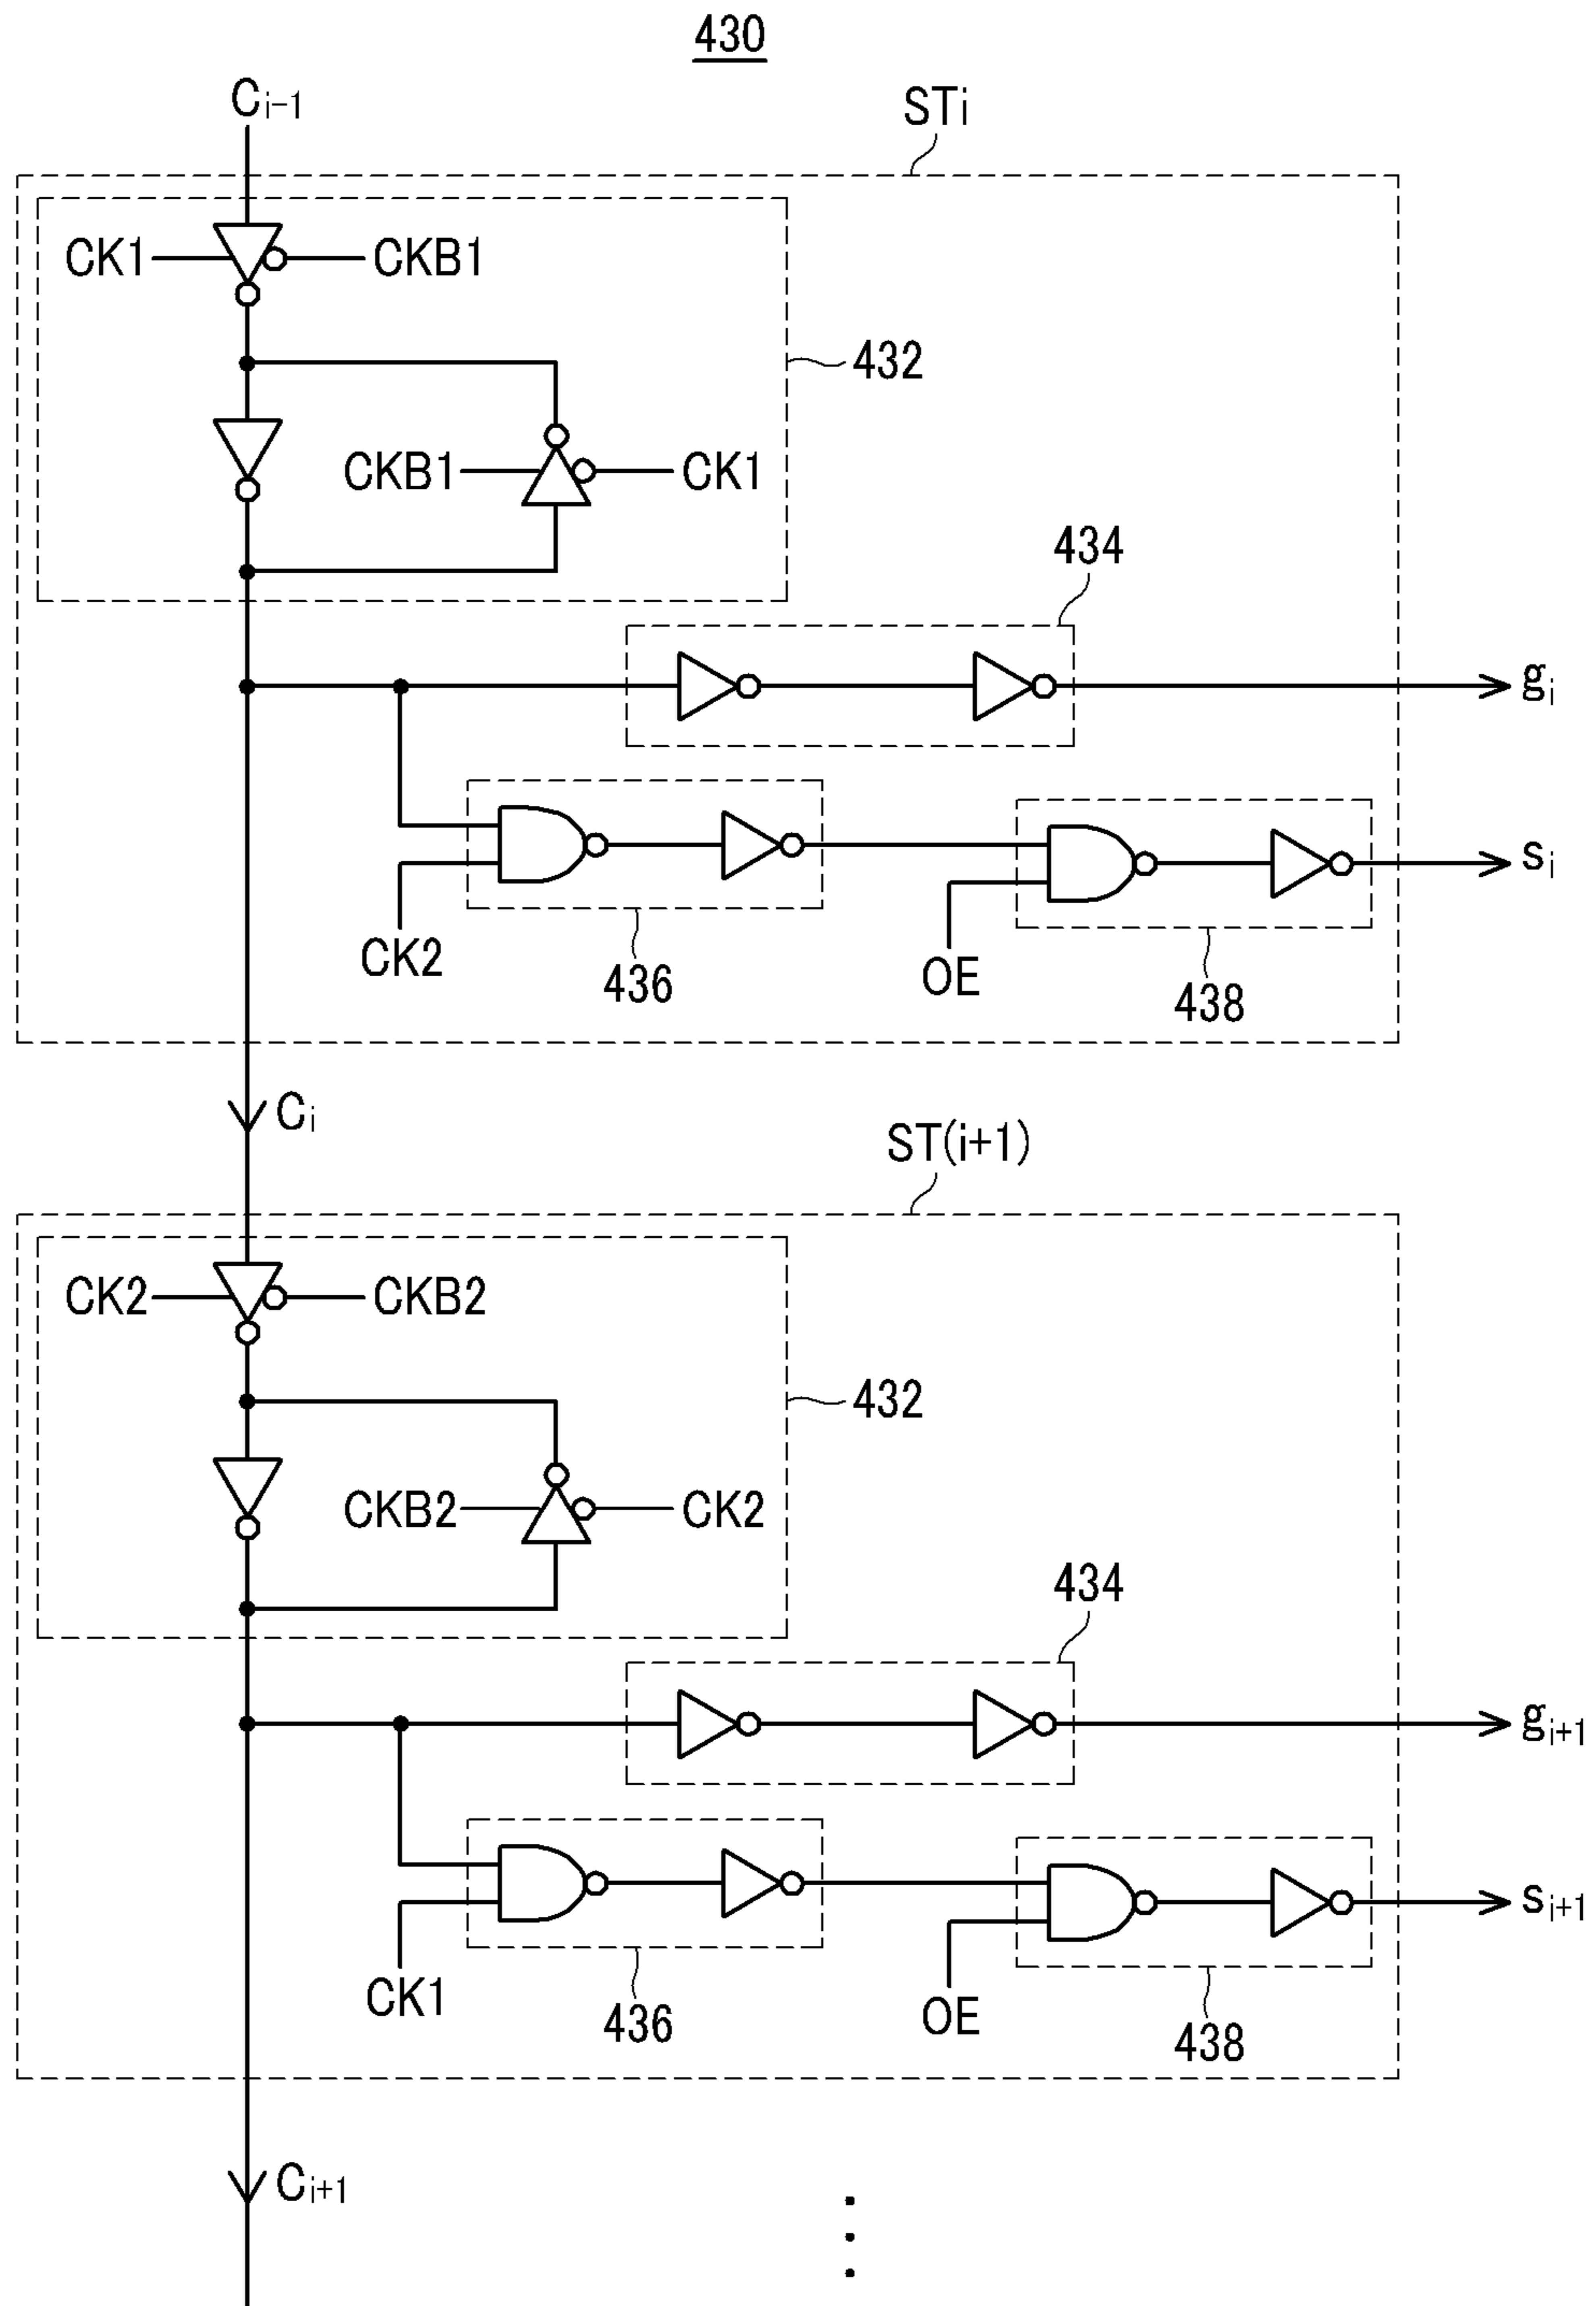 430
Ci-1
STi
CK1
CKB1
432
CKB1
CK1
434
gi
si
CK2
436
OE
438
Ci
ST(i+1)
CK2
CKB2
432
CKB2
CK2
434
gi+1
si+1
CK1
436
OE
438
Ci+1